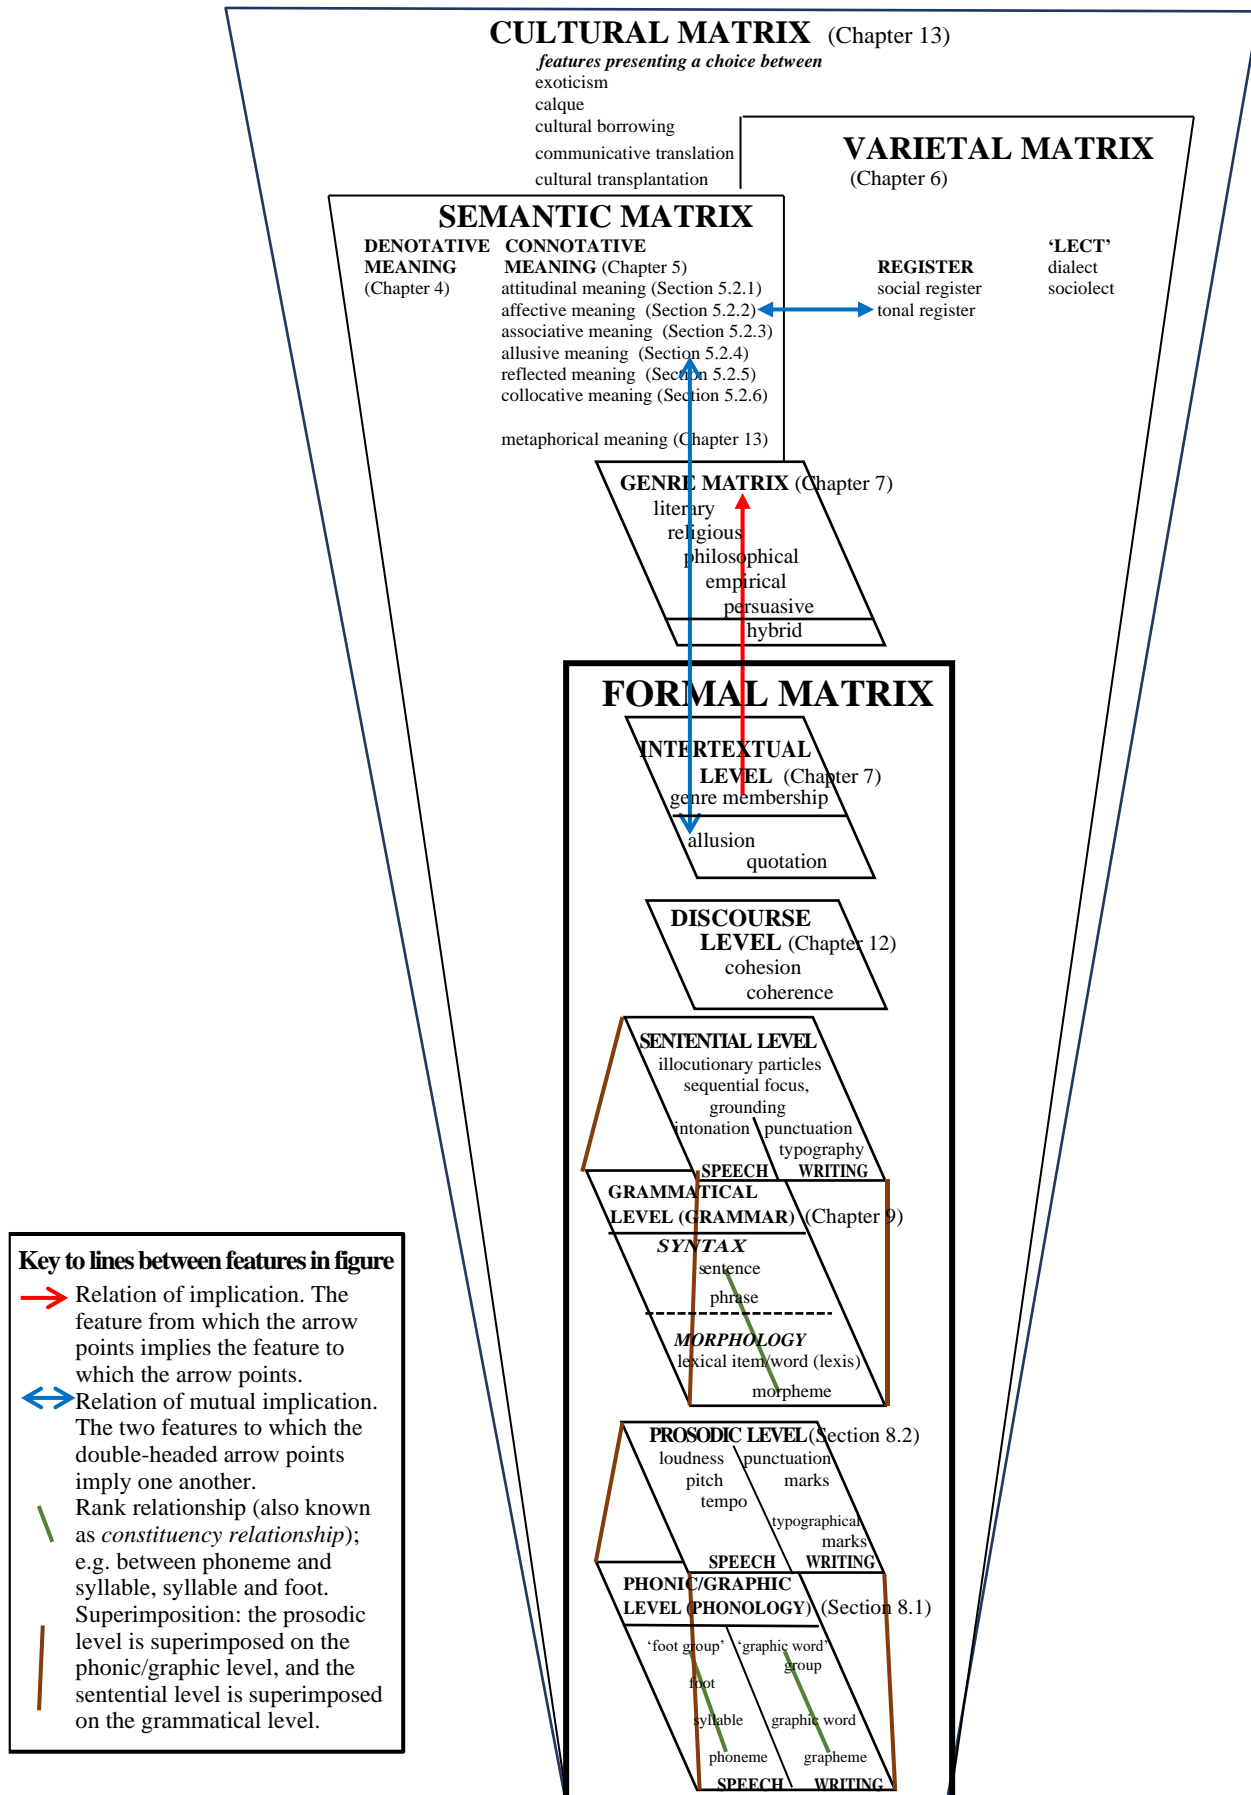 CULTURAL MATRIX (Chapter 13)
features presenting a choice between
exoticism
calque
cultural borrowing
communicative translation
cultural transplantation
VARIETAL MATRIX
(Chapter 6)
SEMANTIC MATRIX
DENOTATIVE
MEANING
(Chapter 4)
CONNOTATIVE
MEANING (Chapter 5)
attitudinal meaning (Section 5.2.1)
affective meaning (Section 5.2.2)
associative meaning (Section 5.2.3)
allusive meaning (Section 5.2.4)
reflected meaning (Section 5.2.5)
collocative meaning (Section 5.2.6)
metaphorical meaning (Chapter 13)
REGISTER
social register
tonal register
‘LECT’
dialect
sociolect
GENRE MATRIX (Chapter 7)
literary
religious
philosophical
empirical
persuasive
hybrid
FORMAL MATRIX
INTERTEXTUAL
LEVEL (Chapter 7)
genre membership
allusion
quotation
DISCOURSE
LEVEL (Chapter 12)
cohesion
coherence
SENTENTIAL LEVEL
illocutionary particles
sequential focus,
grounding
intonation
punctuation
typography
SPEECH
WRITING
GRAMMATICAL
LEVEL (GRAMMAR) (Chapter 9)
SYNTAX
sentence
phrase
MORPHOLOGY
lexical item/word (lexis)
morpheme
PROSODIC LEVEL (Section 8.2)
loudness
pitch
tempo
punctuation
marks
typographical
marks
SPEECH
WRITING
PHONIC/GRAPHIC
LEVEL (PHONOLOGY) (Section 8.1)
‘foot group’
foot
syllable
phoneme
‘graphic word’
group
graphic word
grapheme
SPEECH
WRITING
Key to lines between features in figure
Relation of implication. The
feature from which the arrow
points implies the feature to
which the arrow points.
Relation of mutual implication.
The two features to which the
double-headed arrow points
imply one another.
Rank relationship (also known
as constituency relationship);
e.g. between phoneme and
syllable, syllable and foot.
Superimposition: the prosodic
level is superimposed on the
phonic/graphic level, and the
sentential level is superimposed
on the grammatical level.